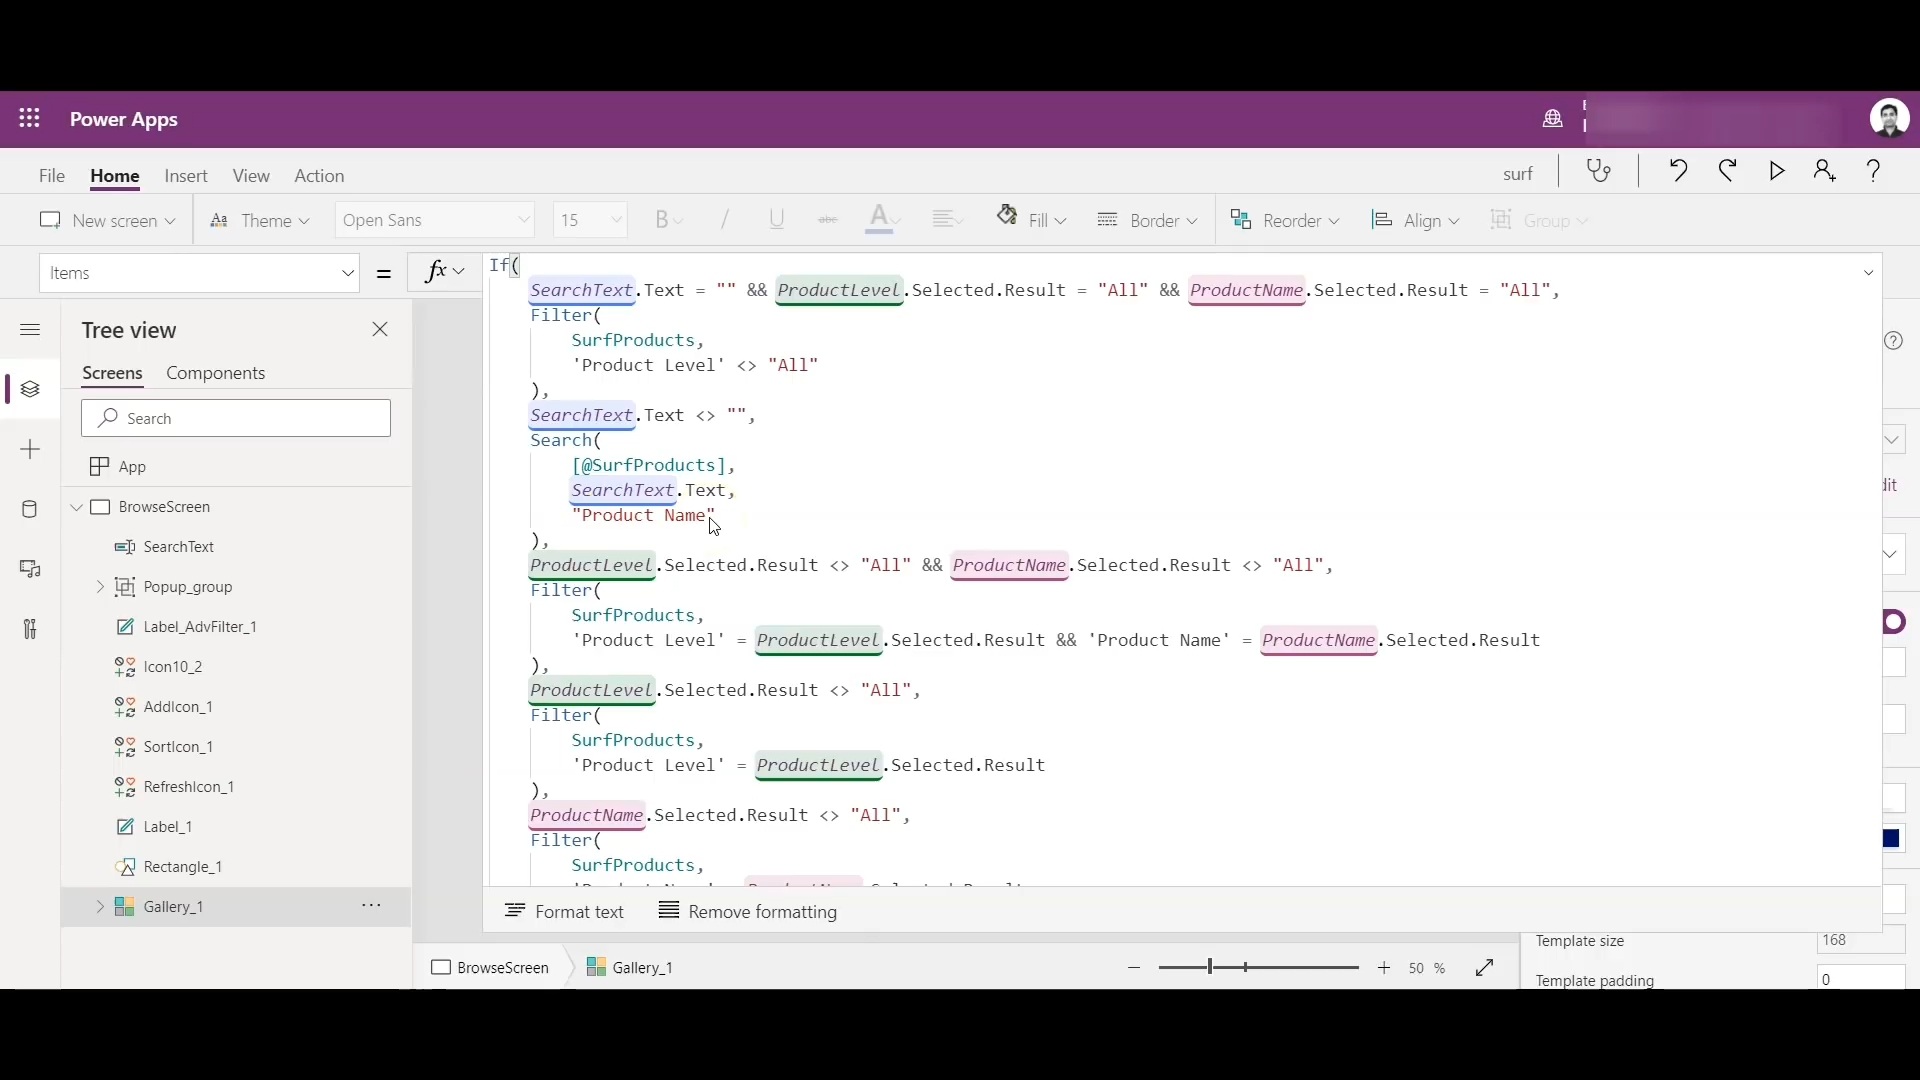 Power Apps
File Home Insert View Action
surf
New screen Theme Open Sans 15 B / U abc A Fill Border Reorder Align Group
Items = fx
If(
SearchText.Text = "" && ProductLevel.Selected.Result = "All" && ProductName.Selected.Result = "All",
Filter(
SurfProducts,
'Product Level' <> "All"
),
SearchText.Text <> "",
Search(
[@SurfProducts],
SearchText.Text,
"Product Name"
),
ProductLevel.Selected.Result <> "All" && ProductName.Selected.Result <> "All",
Filter(
SurfProducts,
'Product Level' = ProductLevel.Selected.Result && 'Product Name' = ProductName.Selected.Result
),
ProductLevel.Selected.Result <> "All",
Filter(
SurfProducts,
'Product Level' = ProductLevel.Selected.Result
),
ProductName.Selected.Result <> "All",
Filter(
SurfProducts,
Format text Remove formatting
Tree view
Screens Components
Search
App
BrowseScreen
SearchText
Popup_group
Label_AdvFilter_1
Icon10_2
AddIcon_1
SortIcon_1
RefreshIcon_1
Label_1
Rectangle_1
Gallery_1 ...
BrowseScreen Gallery_1
50 %
Template size 168
Template padding 0